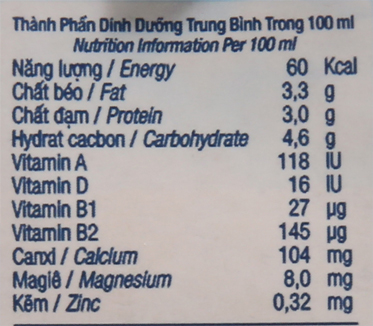 Thành Phần Dinh Dưỡng Trung Bình Trong 100 ml
Nutrition Information Per 100 ml
Năng lượng / Energy 60 Kcal
Chất béo / Fat 3,3 g
Chất đạm / Protein 3,0 g
Hydrat cacbon / Carbohydrate 4,6 g
Vitamin A 118 IU
Vitamin D 16 IU
Vitamin B1 27 µg
Vitamin B2 145 µg
Canxi / Calcium 104 mg
Magiê / Magnesium 8,0 mg
Kẽm / Zinc 0,32 mg